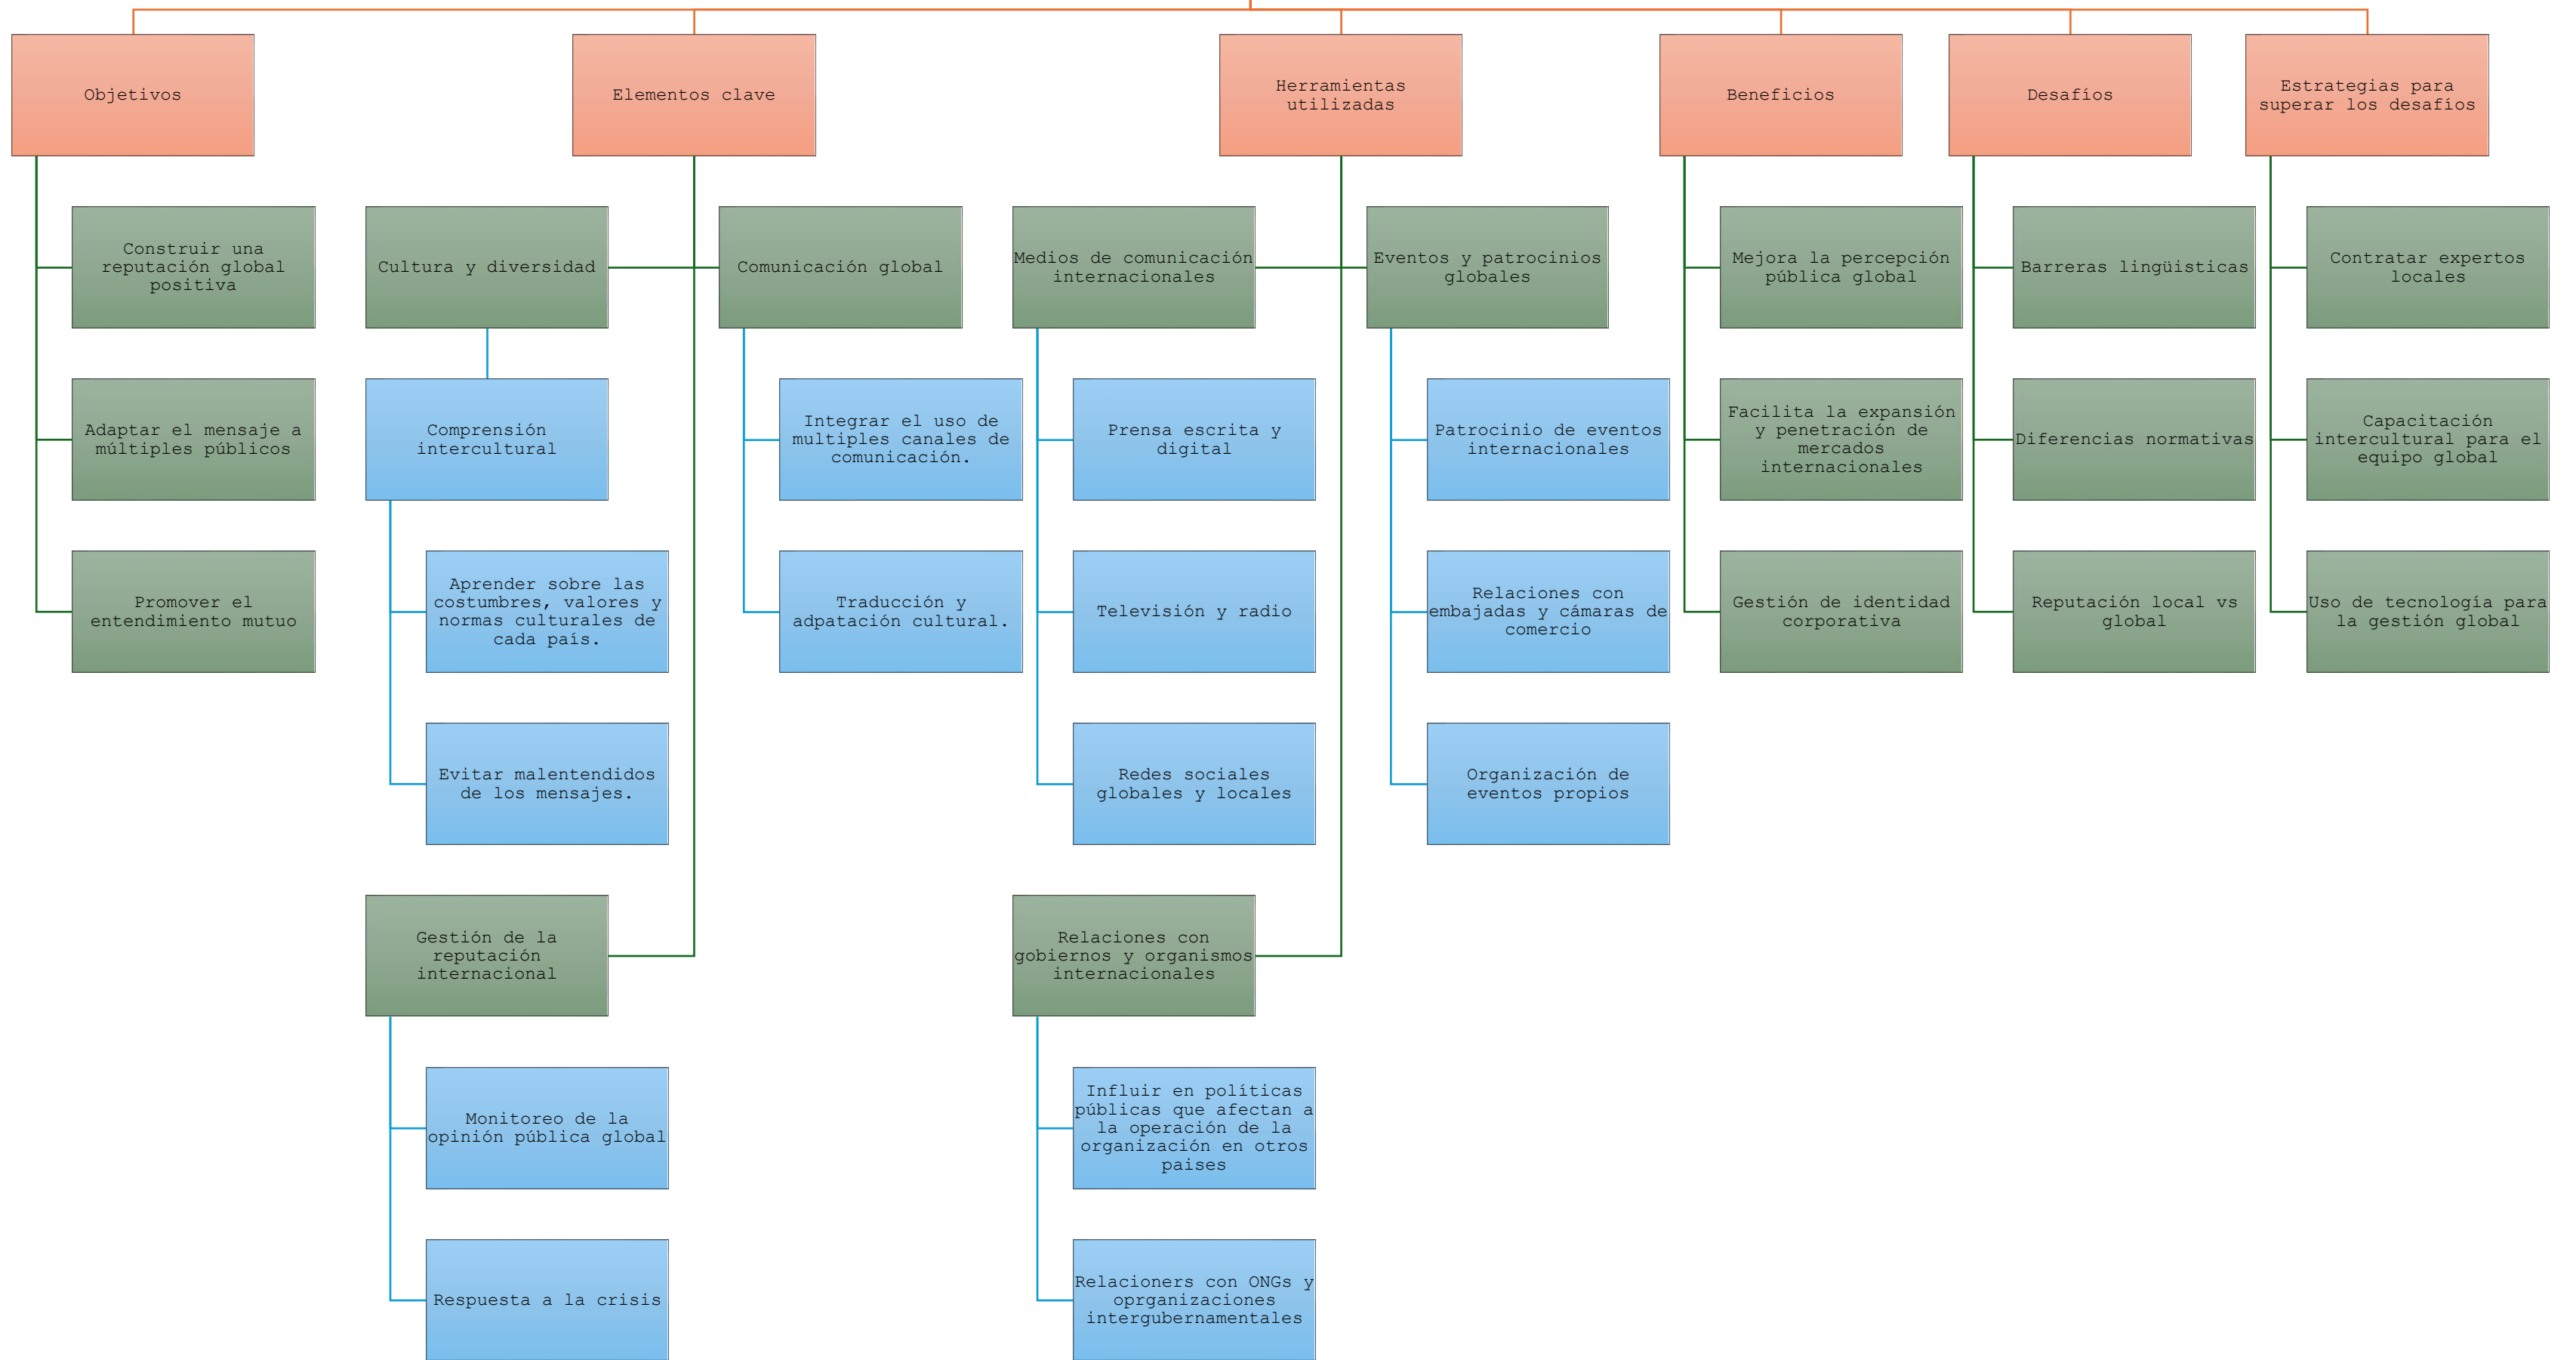 Objetivos
Elementos clave
Herramientas
utilizadas
Beneficios
Desafíos
Estrategias para
superar los desafíos
Construir una
reputación global
positiva
Cultura y diversidad
Comunicación global
Medios de comunicación
internacionales
Eventos y patrocinios
globales
Mejora la percepción
pública global
Barreras lingüisticas
Contratar expertos
locales
Adaptar el mensaje a
múltiples públicos
Comprensión
intercultural
Integrar el uso de
multiples canales de
comunicación.
Prensa escrita y
digital
Patrocinio de eventos
internacionales
Facilita la expansión
y penetración de
mercados
internacionales
Diferencias normativas
Capacitación
intercultural para el
equipo global
Promover el
entendimiento mutuo
Aprender sobre las
costumbres, valores y
normas culturales de
cada país.
Traducción y
adpatación cultural.
Televisión y radio
Relaciones con
embajadas y cámaras de
comercio
Gestión de identidad
corporativa
Reputación local vs
global
Uso de tecnología para
la gestión global
Evitar malentendidos
de los mensajes.
Redes sociales
globales y locales
Organización de
eventos propios
Gestión de la
reputación
internacional
Relaciones con
gobiernos y organismos
internacionales
Monitoreo de la
opinión pública global
Influir en políticas
públicas que afectan a
la operación de la
organización en otros
paises
Respuesta a la crisis
Relacioners con ONGs y
oprganizaciones
intergubernamentales